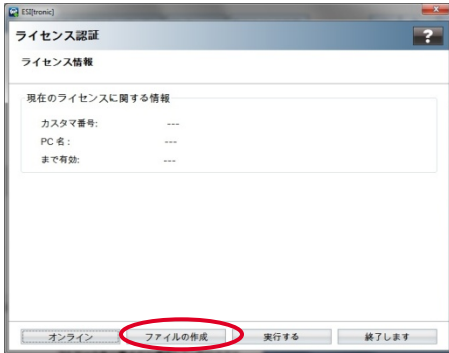 ESI[tronic]
ライセンス認証
?
ライセンス情報
現在のライセンスに関する情報
カスタマ番号: ---
PC 名 : ---
まで有効: ---
オンライン ファイルの作成 実行する 終了します